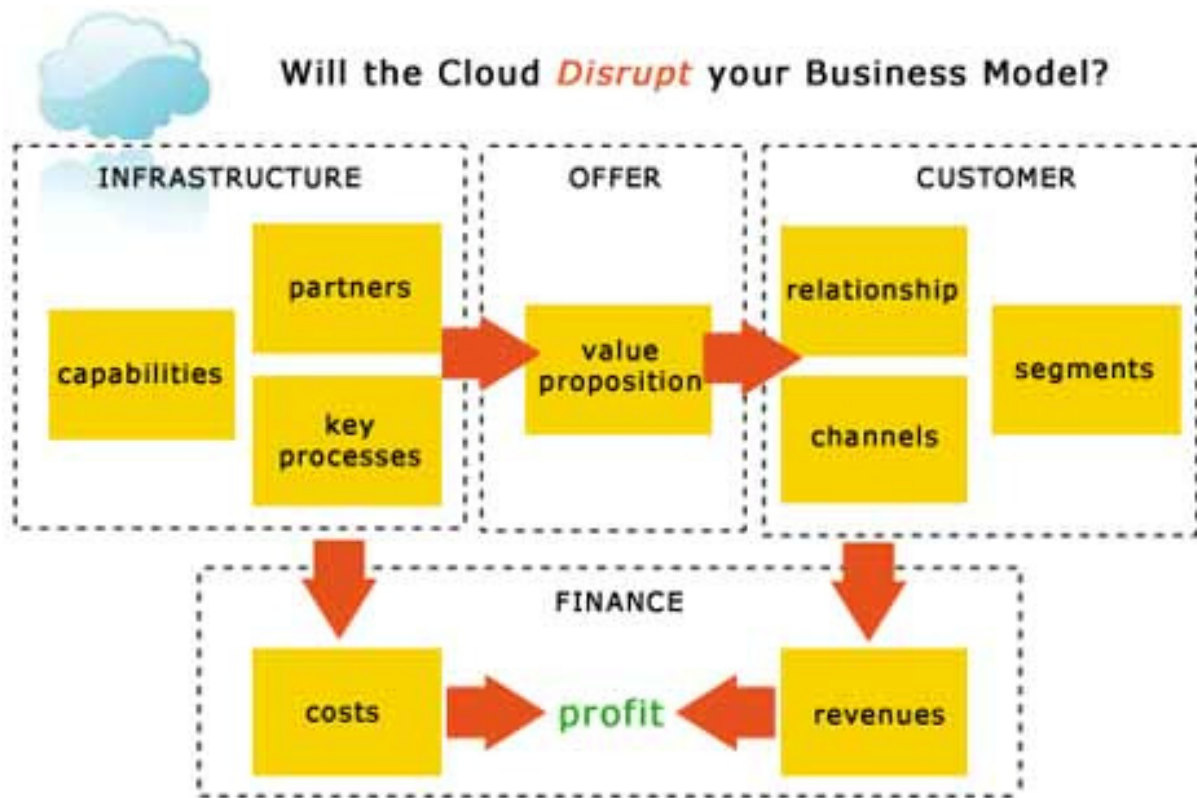 Will the Cloud Disrupt your Business Model?
INFRASTRUCTURE
partners
capabilities
key
processes
OFFER
value
proposition
CUSTOMER
relationship
segments
channels
FINANCE
costs
profit
revenues